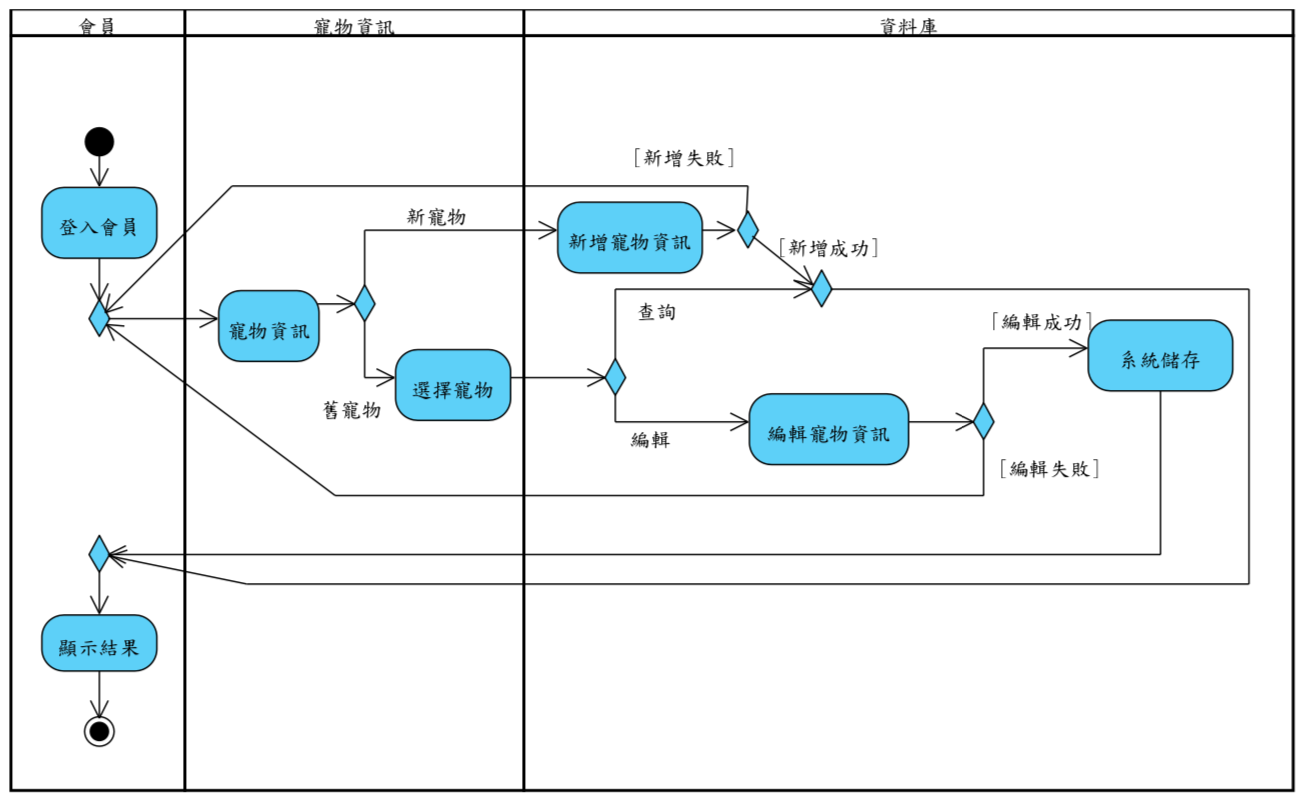 會員
寵物資訊
資料庫
[新增失敗]
登入會員
新寵物
新增寵物資訊
[新增成功]
寵物資訊
查詢
[編輯成功]
系統儲存
選擇寵物
舊寵物
編輯
編輯寵物資訊
[編輯失敗]
顯示結果